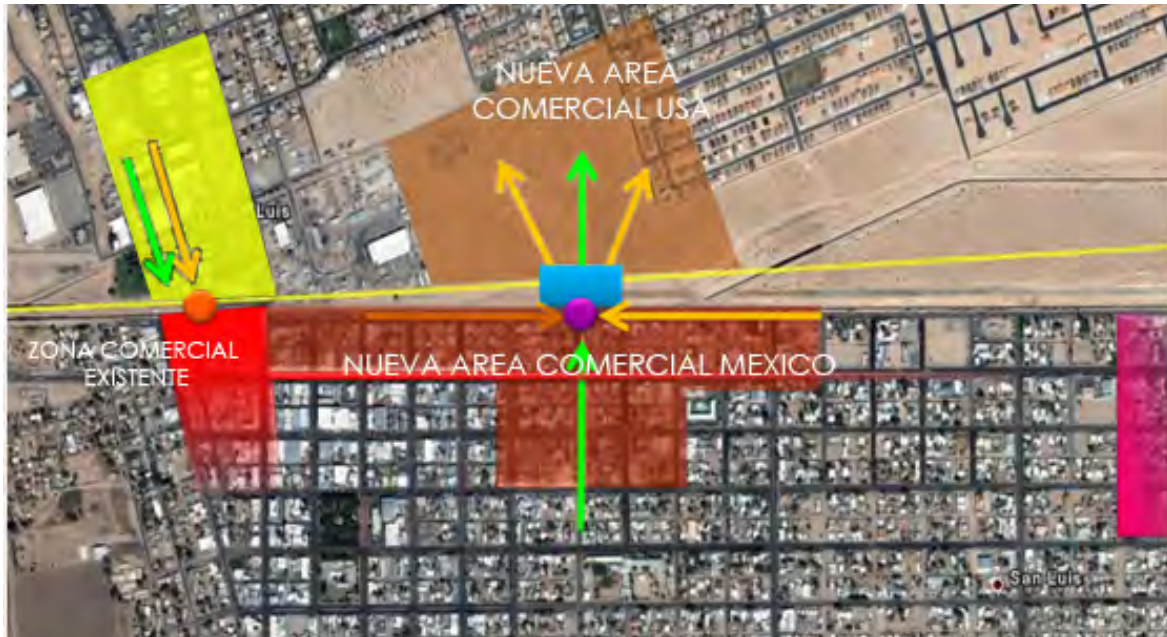 NUEVA AREA
COMERCIAL USA
Luis
ZONA COMERCIAL
EXISTENTE
NUEVA AREA COMERCIAL MEXICO
San Luis